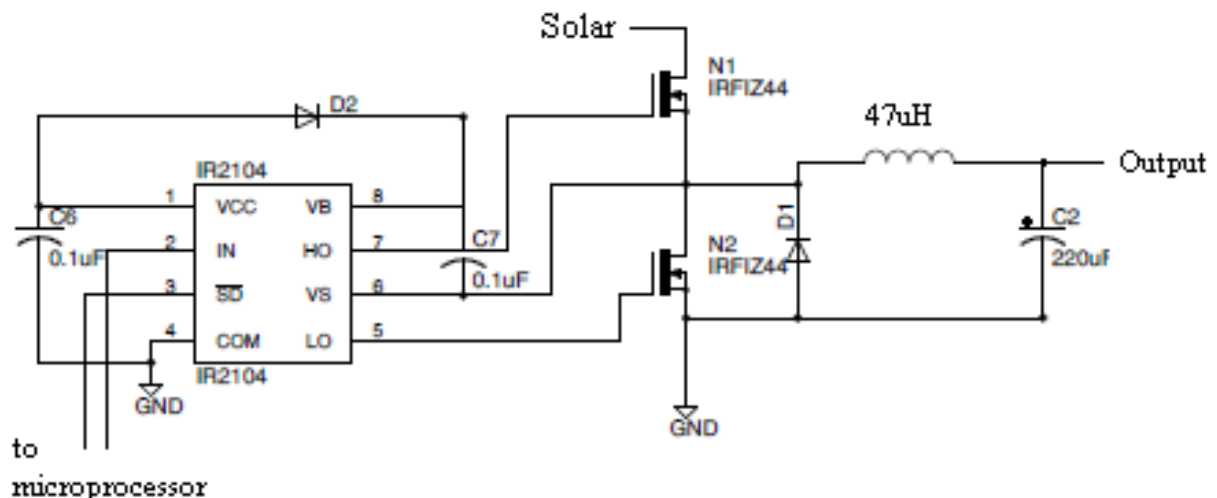 Solar
N1
IRFIZ44
D2
47uH
Output
IR2104
1 VCC VB 8
C6
0.1uF
2 IN HO 7
C7
0.1uF
3 SD VS 6
4 COM LO 5
IR2104
GND
D1
N2
IRFIZ44
C2
220uF
GND
to
microprocessor